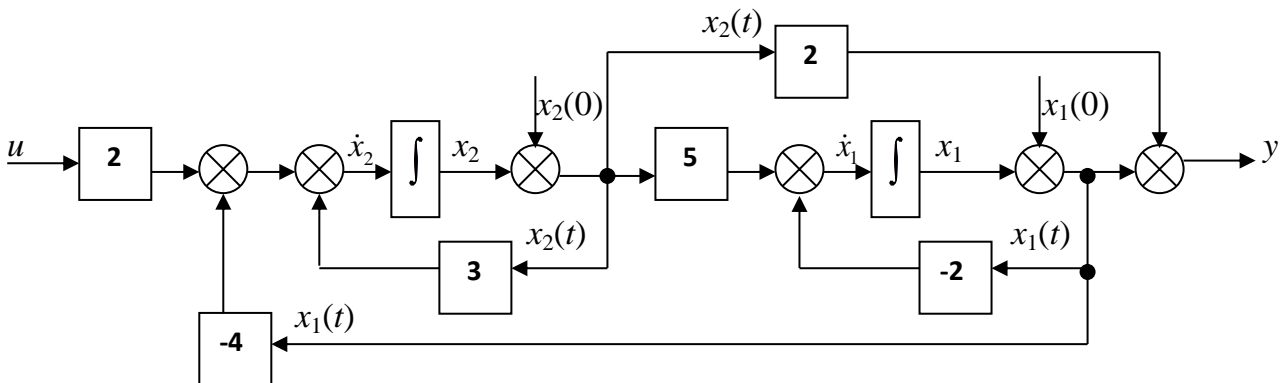 x₂(t)
2
x₂(0)
x₁(0)
u
2
ẋ₂
∫
x₂
5
ẋ₁
∫
x₁
y
3
x₂(t)
-2
x₁(t)
-4
x₁(t)